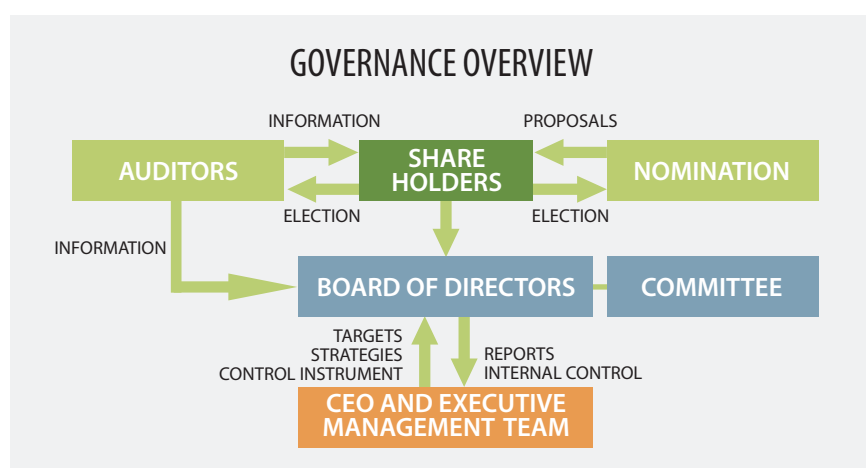 GOVERNANCE OVERVIEW
INFORMATION
PROPOSALS
AUDITORS
SHARE
HOLDERS
NOMINATION
ELECTION
ELECTION
INFORMATION
BOARD OF DIRECTORS
COMMITTEE
TARGETS
STRATEGIES
CONTROL INSTRUMENT
REPORTS
INTERNAL CONTROL
CEO AND EXECUTIVE
MANAGEMENT TEAM